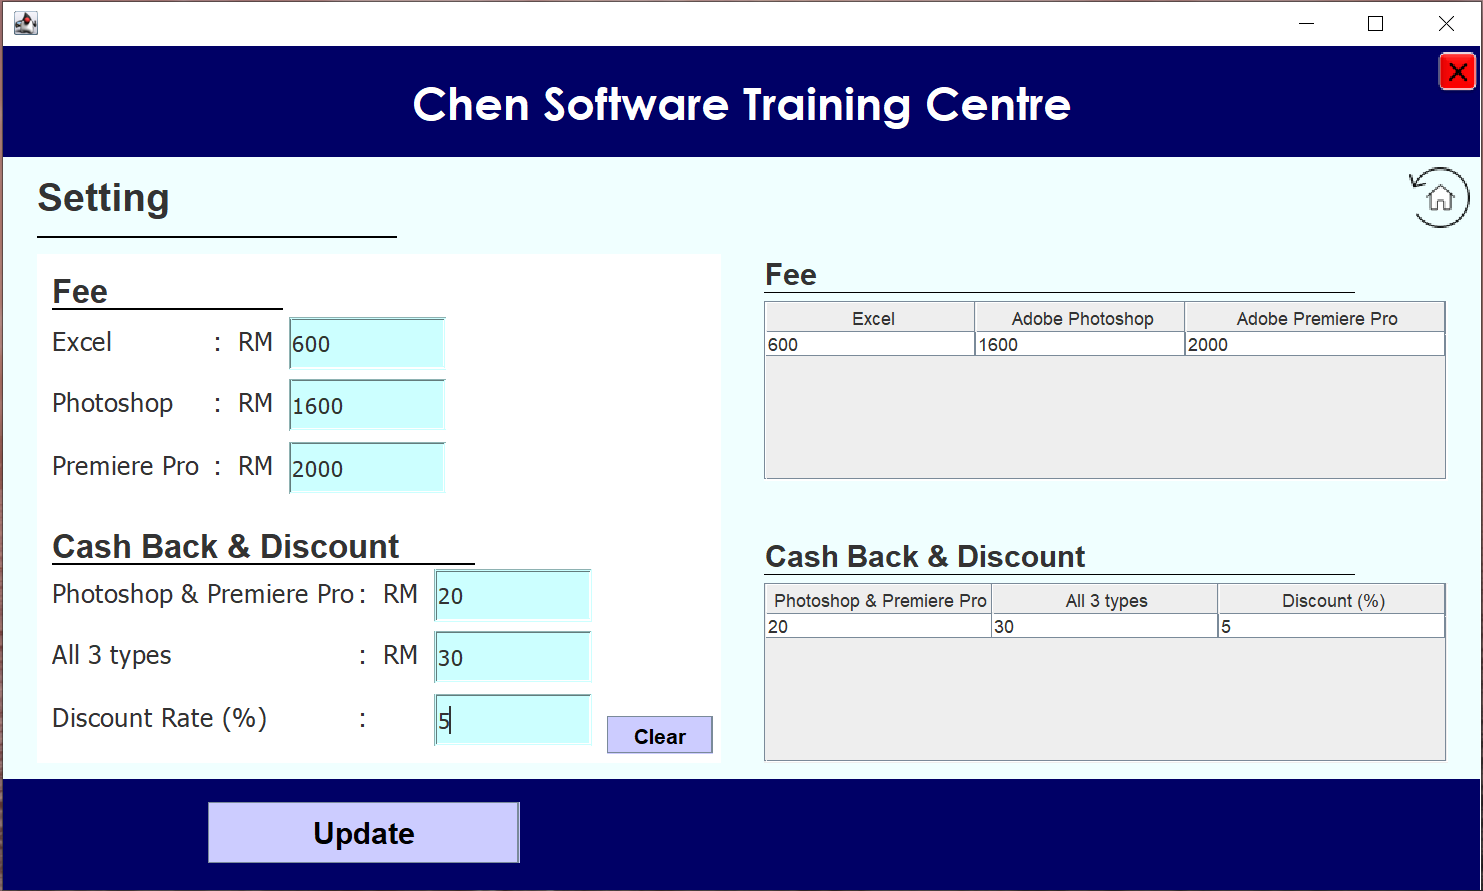 Chen Software Training Centre
Setting
Fee
Excel : RM 600
Photoshop : RM 1600
Premiere Pro : RM 2000
Cash Back & Discount
Photoshop & Premiere Pro : RM 20
All 3 types : RM 30
Discount Rate (%) : 5
Clear
Fee
Excel Adobe Photoshop Adobe Premiere Pro
600 1600 2000
Cash Back & Discount
Photoshop & Premiere Pro All 3 types Discount (%)
20 30 5
Update